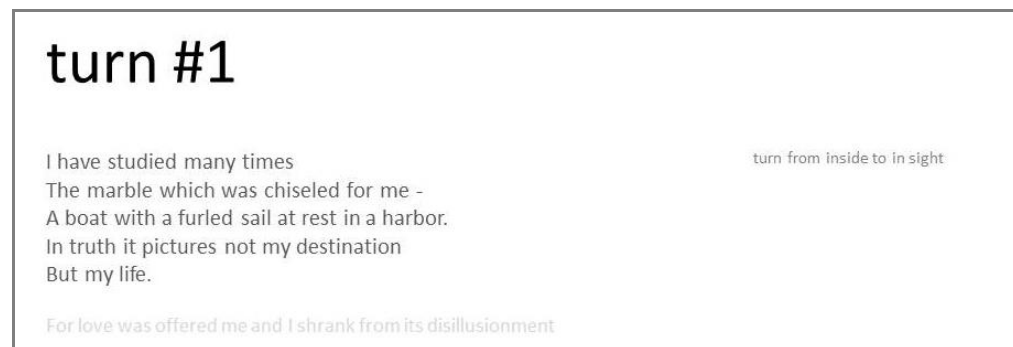 turn #1
I have studied many times
turn from inside to in sight
The marble which was chiseled for me -
A boat with a furled sail at rest in a harbor.
In truth it pictures not my destination
But my life.
For love was offered me and I shrank from its disillusionment